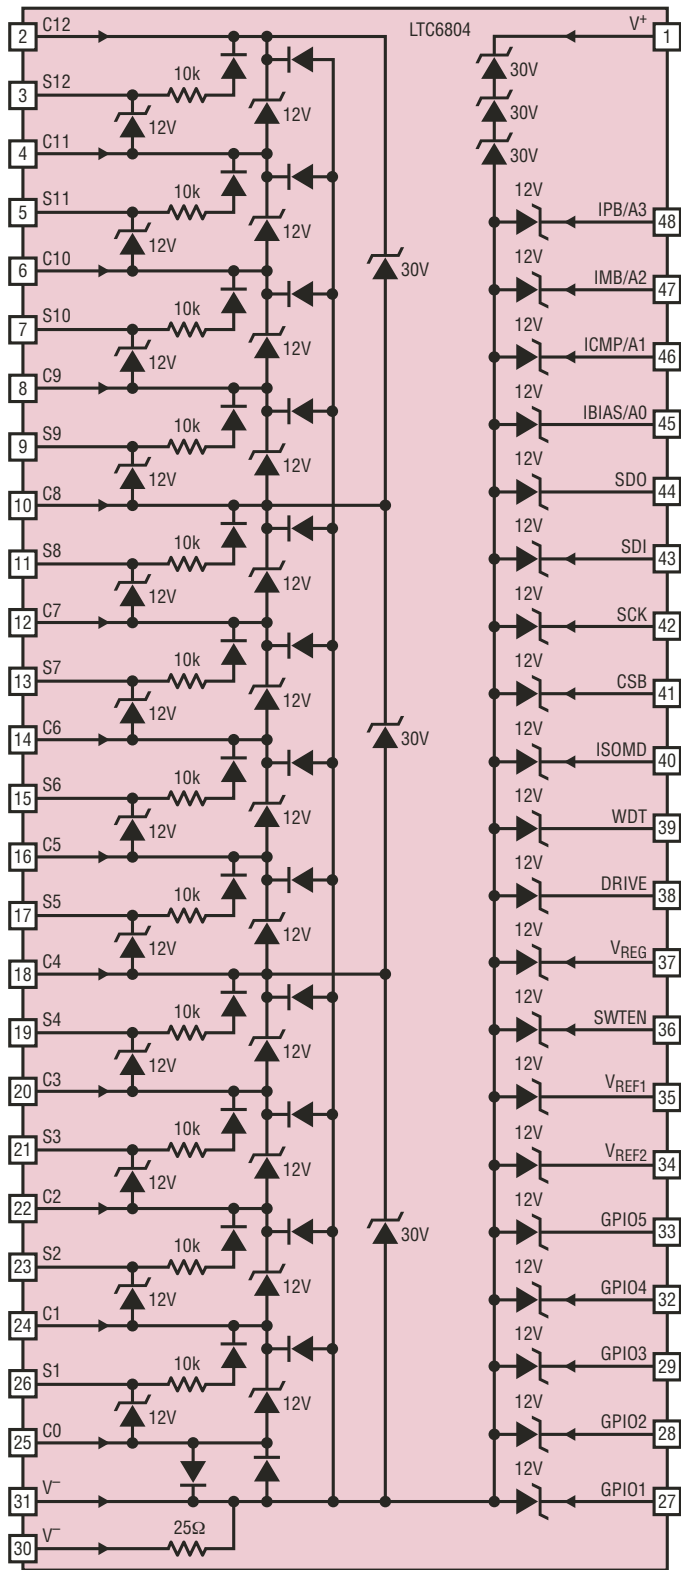 LTC6804
2 C12
1 V+
10k
30V
3 S12
12V
12V
30V
4 C11
30V
10k
12V
5 S11
12V
12V
IPB/A3 48
6 C10
30V
12V
10k
IMB/A2 47
7 S10
12V
12V
12V
ICMP/A1 46
8 C9
12V
10k
IBIAS/A0 45
9 S9
12V
12V
12V
SDO 44
10 C8
12V
10k
SDI 43
11 S8
12V
12V
12V
SCK 42
12 C7
12V
10k
CSB 41
13 S7
12V
12V
12V
14 C6
30V
ISOMD 40
10k
12V
15 S6
12V
12V
WDT 39
16 C5
12V
10k
DRIVE 38
17 S5
12V
12V
12V
VREG 37
18 C4
12V
10k
SWTEN 36
19 S4
12V
12V
12V
VREF1 35
20 C3
12V
10k
21 S3
VREF2 34
12V
12V
12V
22 C2
30V
GPIO5 33
10k
12V
23 S2
12V
12V
GPIO4 32
24 C1
12V
10k
GPIO3 29
26 S1
12V
12V
12V
25 C0
GPIO2 28
12V
31 V–
GPIO1 27
25Ω
30 V–